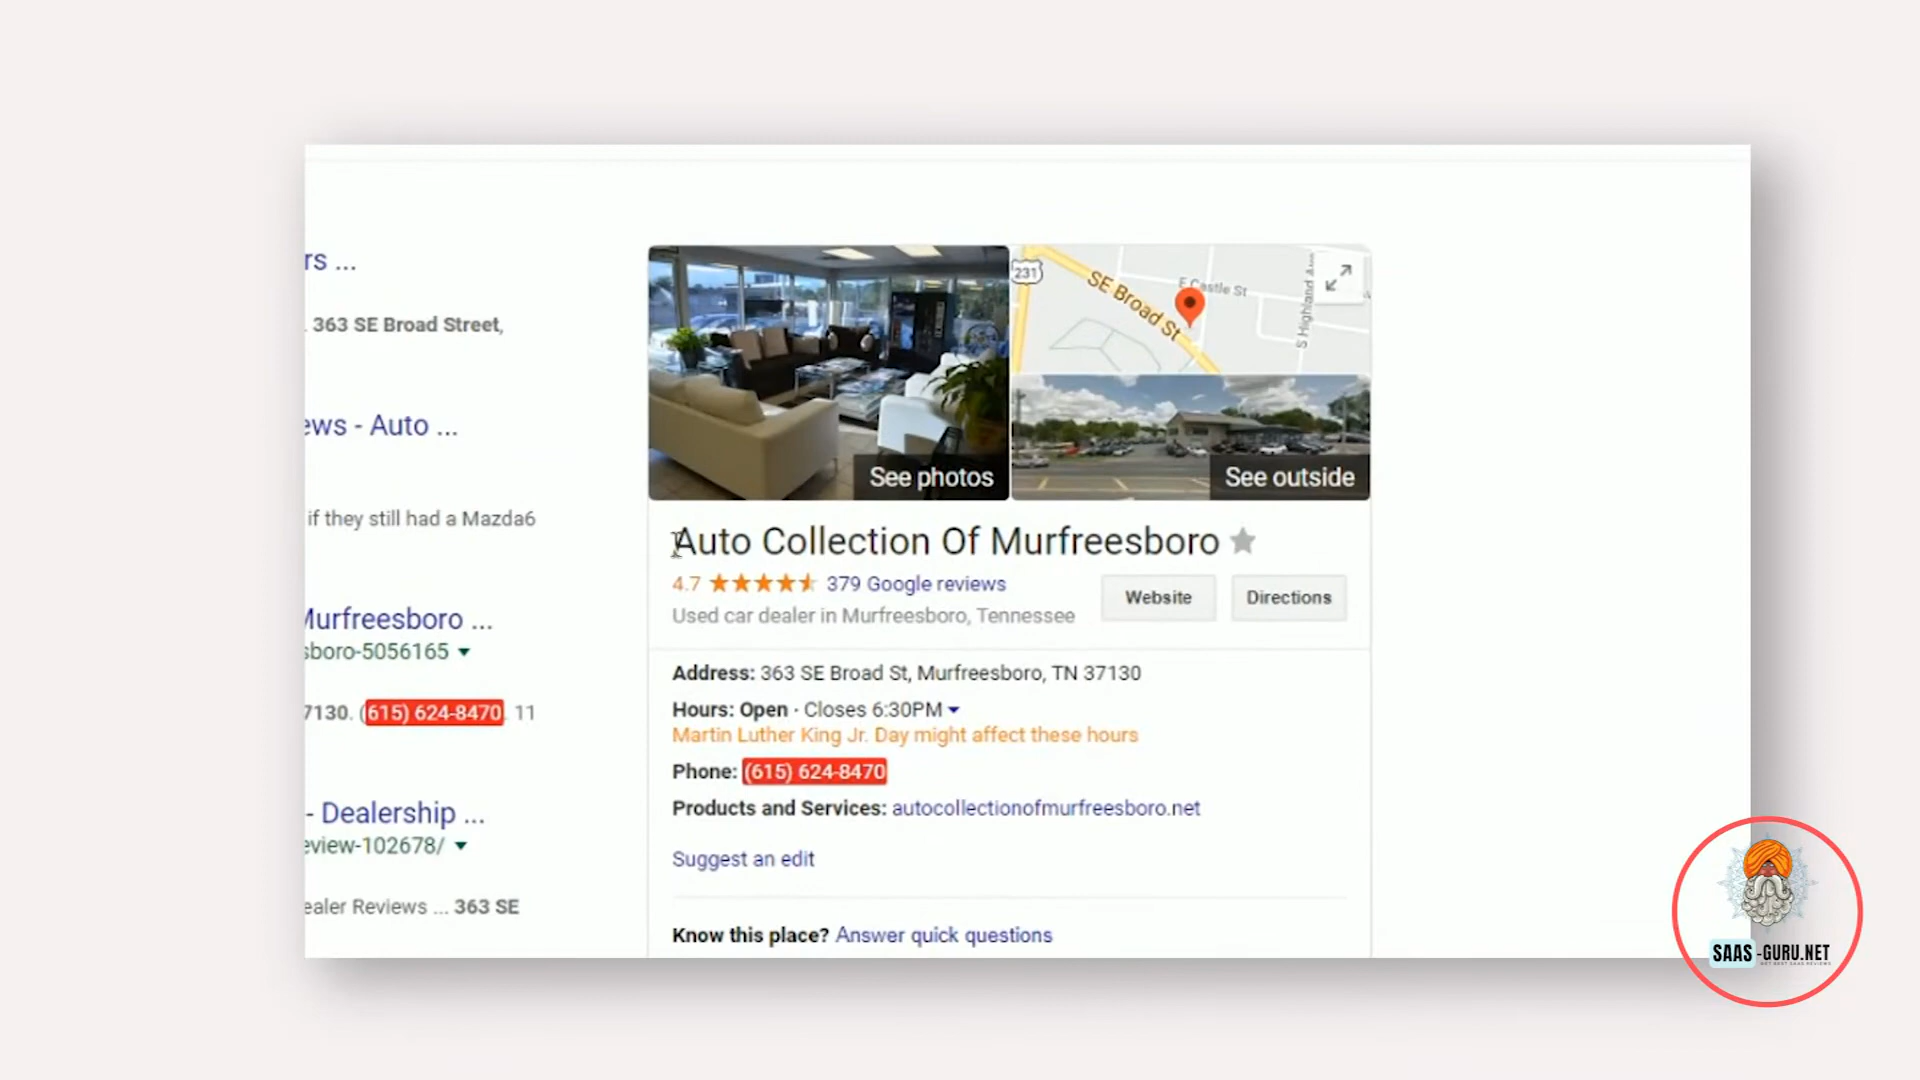 rs ...
. 363 SE Broad Street,
ews - Auto ...
if they still had a Mazda6
Murfreesboro ...
sboro-5056165
7130. (615) 624-8470. 11
- Dealership ...
eview-102678/
ealer Reviews ... 363 SE
231
SE Broad St
E Castle St
S Highland Ave
See photos
See outside
Auto Collection Of Murfreesboro
4.7 379 Google reviews
Used car dealer in Murfreesboro, Tennessee
Website
Directions
Address: 363 SE Broad St, Murfreesboro, TN 37130
Hours: Open · Closes 6:30PM
Martin Luther King Jr. Day might affect these hours
Phone: (615) 624-8470
Products and Services: autocollectionofmurfreesboro.net
Suggest an edit
Know this place? Answer quick questions
SAAS-GURU.NET